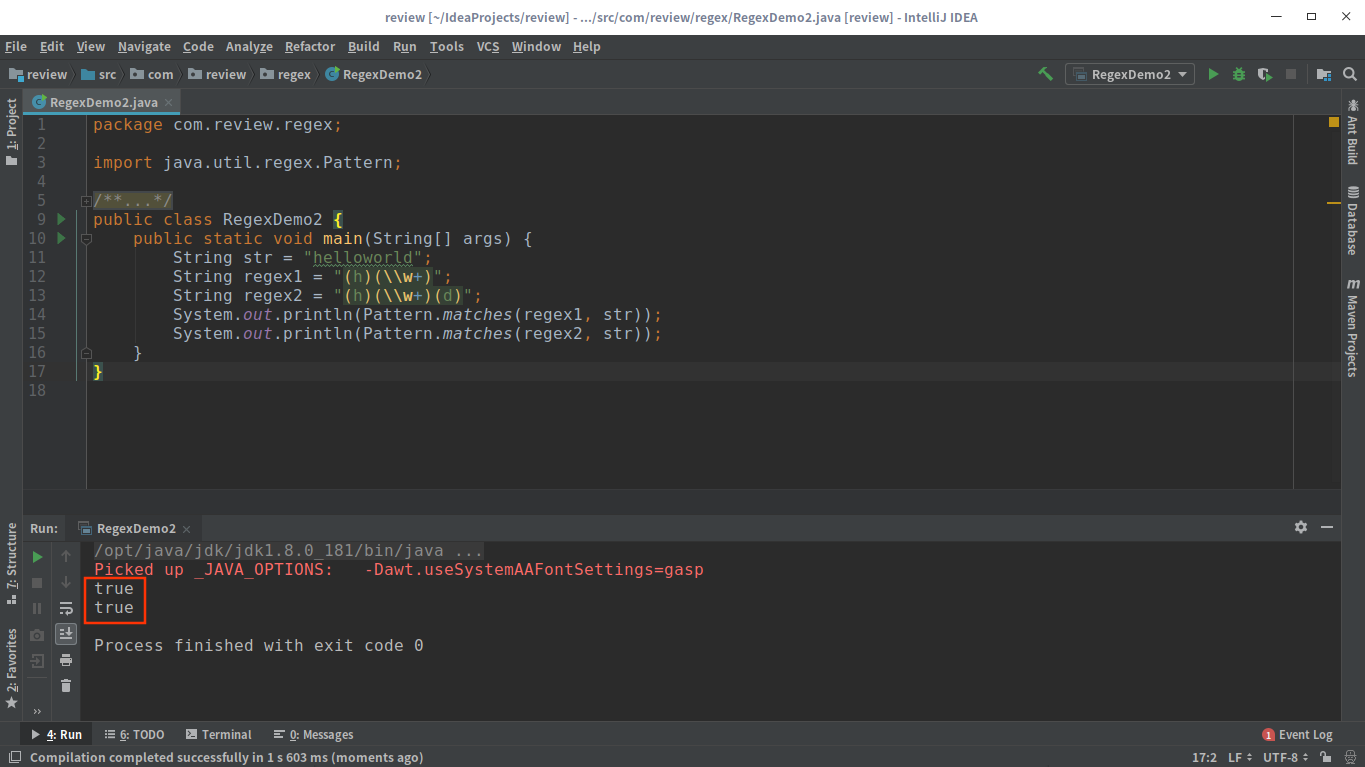 review [~/IdeaProjects/review] - .../src/com/review/regex/RegexDemo2.java [review] - IntelliJ IDEA
File Edit View Navigate Code Analyze Refactor Build Run Tools VCS Window Help
review src com review regex RegexDemo2 RegexDemo2
1: Project
RegexDemo2.java
Ant Build
Database
Maven Projects
1 package com.review.regex;
2
3 import java.util.regex.Pattern;
4
5 /**...*/
9 public class RegexDemo2 {
10 public static void main(String[] args) {
11 String str = "helloworld";
12 String regex1 = "(h)(\\w+)";
13 String regex2 = "(h)(\\w+)(d)";
14 System.out.println(Pattern.matches(regex1, str));
15 System.out.println(Pattern.matches(regex2, str));
16 }
17 }
18
7: Structure
2: Favorites
Run: RegexDemo2
/opt/java/jdk/jdk1.8.0_181/bin/java ...
Picked up _JAVA_OPTIONS:   -Dawt.useSystemAAFontSettings=gasp
true
true
Process finished with exit code 0
4: Run 6: TODO Terminal 0: Messages 1 Event Log
Compilation completed successfully in 1 s 603 ms (moments ago) 17:2 LF UTF-8